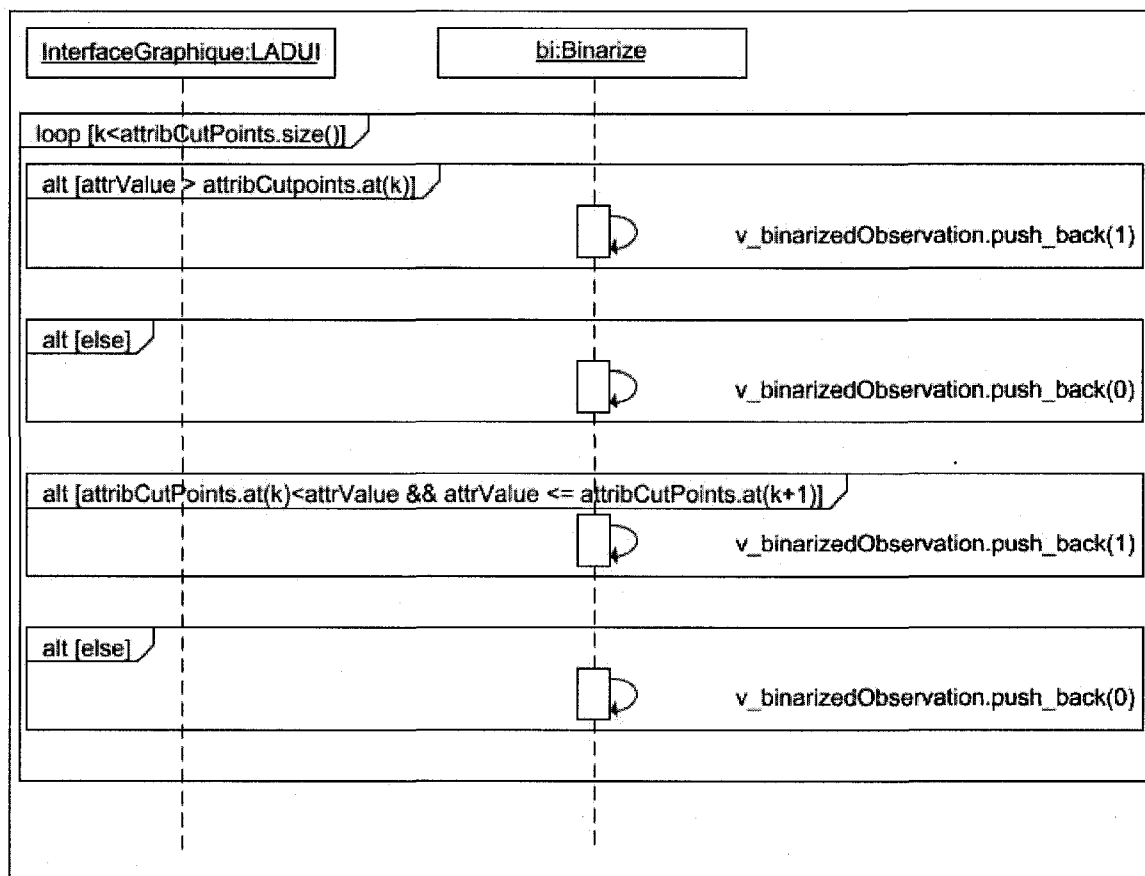 InterfaceGraphique:LADUI
bi:Binarize
loop [k<attribCutPoints.size()]
alt [attrValue > attribCutpoints.at(k)]
v_binarizedObservation.push_back(1)
alt [else]
v_binarizedObservation.push_back(0)
alt [attribCutPoints.at(k)<attrValue && attrValue <= attribCutPoints.at(k+1)]
v_binarizedObservation.push_back(1)
alt [else]
v_binarizedObservation.push_back(0)